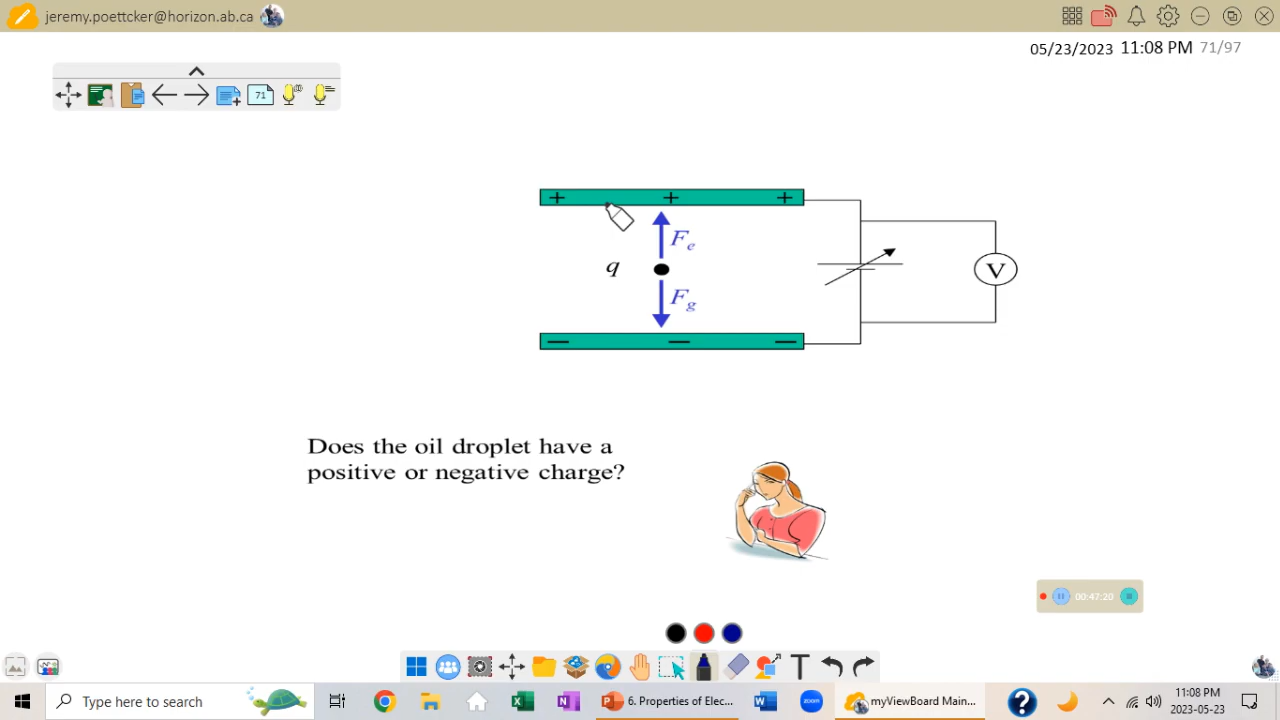 jeremy.poettcker@horizon.ab.ca
05/23/2023 11:08 PM 71/97
71
+ + +
Fe
q
V
Fg
— — —
Does the oil droplet have a
positive or negative charge?
00:47:20
T
Type here to search
6. Properties of Elec...
zoom
myViewBoard Main...
11:08 PM
2023-05-23